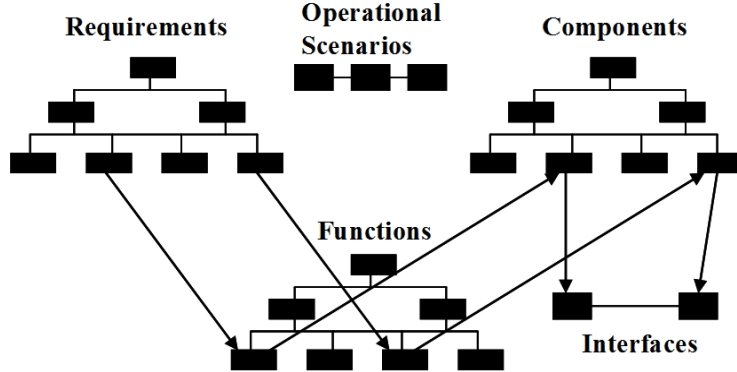 Requirements
Operational
Scenarios
Components
Functions
Interfaces